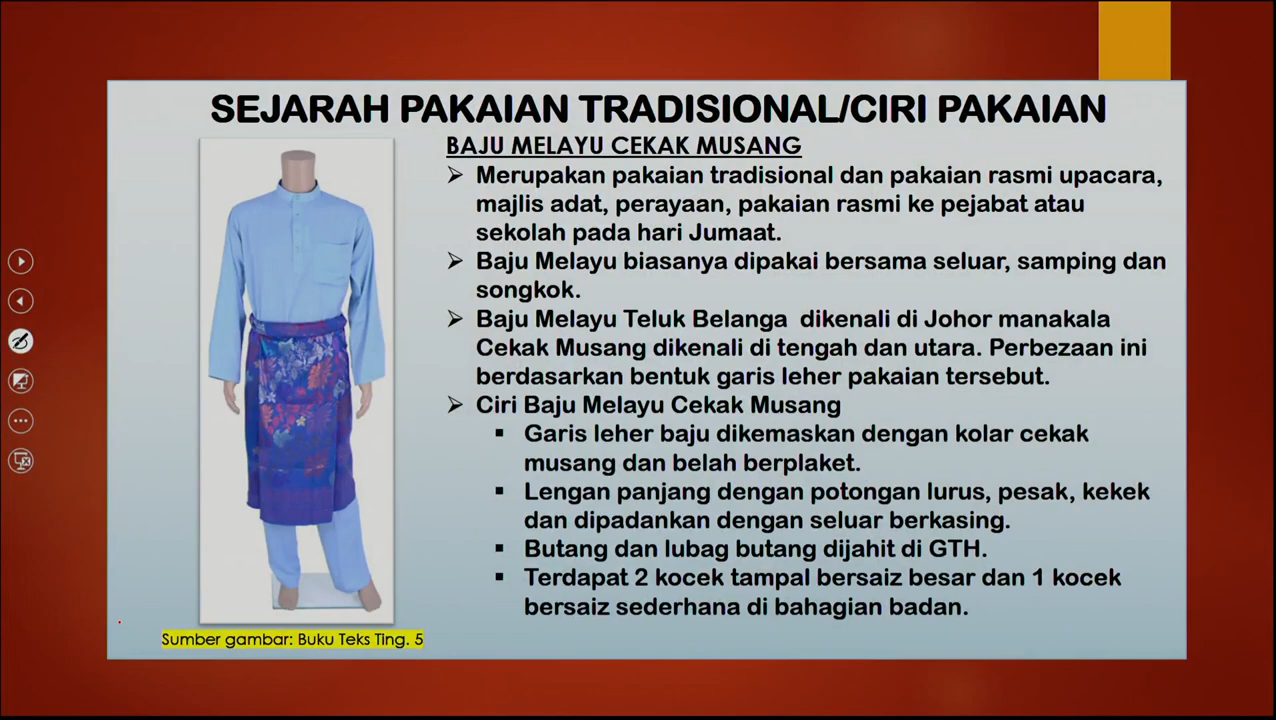 SEJARAH PAKAIAN TRADISIONAL/CIRI PAKAIAN
BAJU MELAYU CEKAK MUSANG
Merupakan pakaian tradisional dan pakaian rasmi upacara,
majlis adat, perayaan, pakaian rasmi ke pejabat atau
sekolah pada hari Jumaat.
Baju Melayu biasanya dipakai bersama seluar, samping dan
songkok.
Baju Melayu Teluk Belanga dikenali di Johor manakala
Cekak Musang dikenali di tengah dan utara. Perbezaan ini
berdasarkan bentuk garis leher pakaian tersebut.
Ciri Baju Melayu Cekak Musang
Garis leher baju dikemaskan dengan kolar cekak
musang dan belah berplaket.
Lengan panjang dengan potongan lurus, pesak, kekek
dan dipadankan dengan seluar berkasing.
Butang dan lubag butang dijahit di GTH.
Terdapat 2 kocek tampal bersaiz besar dan 1 kocek
bersaiz sederhana di bahagian badan.
Sumber gambar: Buku Teks Ting. 5